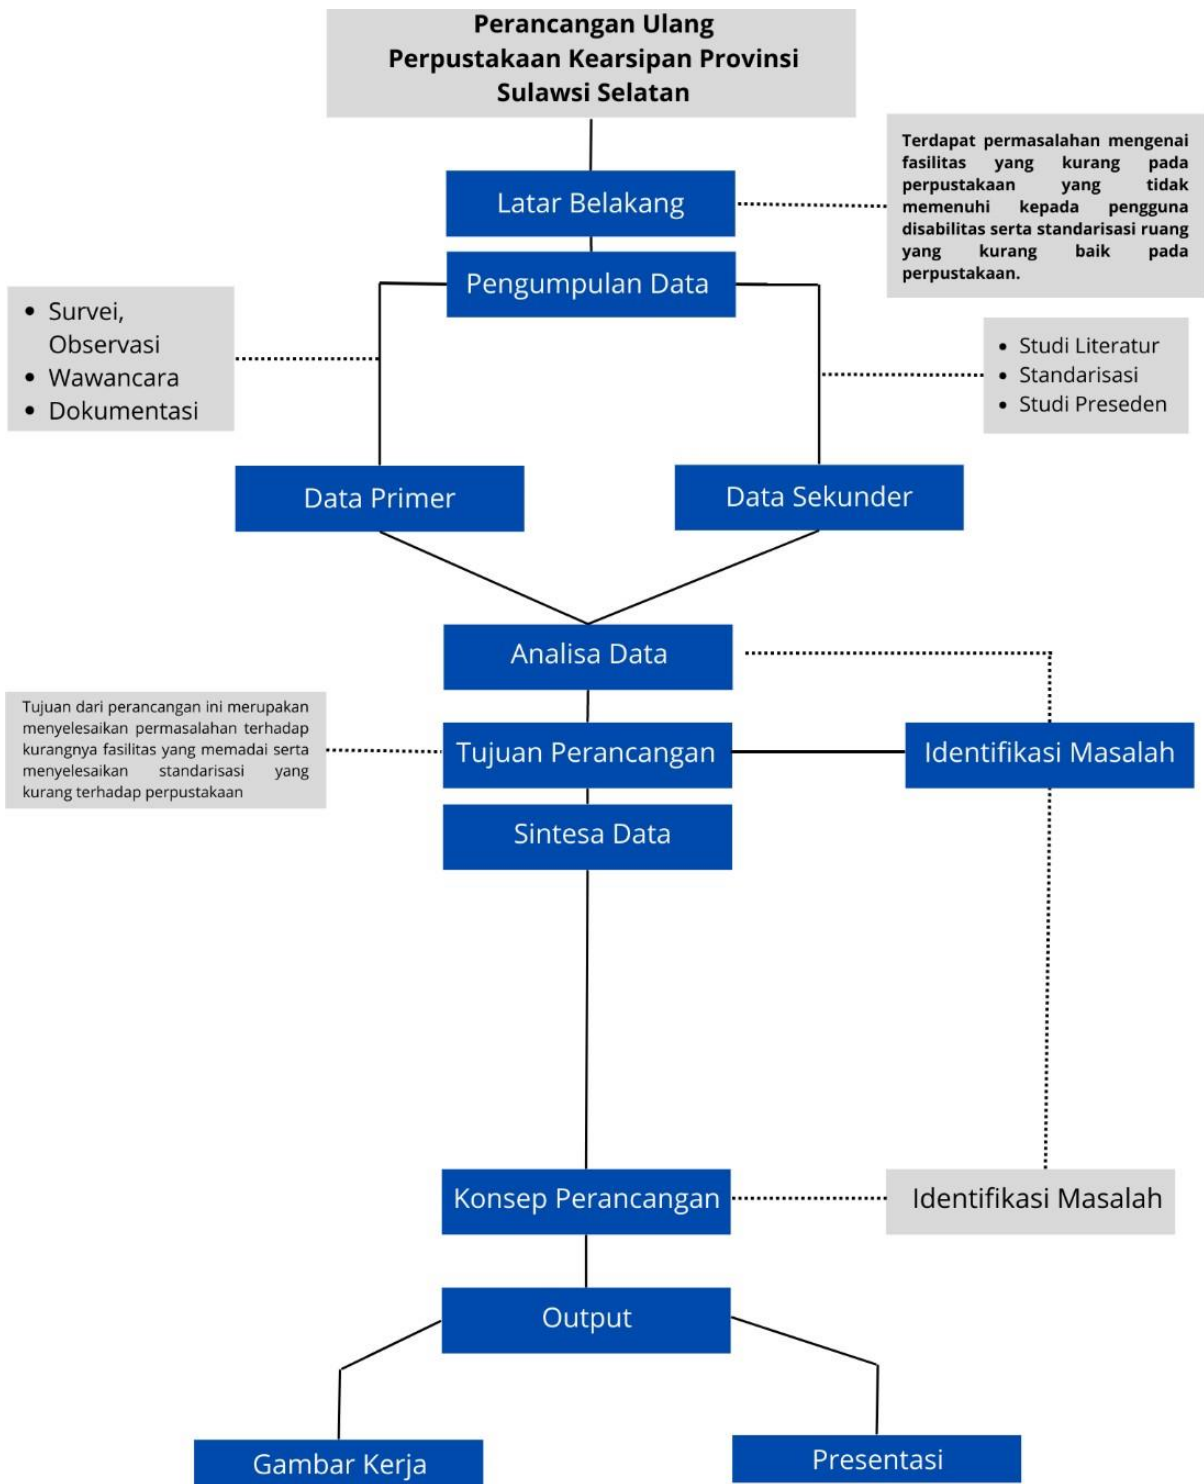 Perancangan Ulang
Perpustakaan Kearsipan Provinsi
Sulawsi Selatan
Latar Belakang
Terdapat permasalahan mengenai
fasilitas yang kurang pada
perpustakaan yang tidak
memenuhi kepada pengguna
disabilitas serta standarisasi ruang
yang kurang baik pada
perpustakaan.
Pengumpulan Data
• Survei,
Observasi
• Wawancara
• Dokumentasi
• Studi Literatur
• Standarisasi
• Studi Preseden
Data Primer
Data Sekunder
Analisa Data
Tujuan dari perancangan ini merupakan
menyelesaikan permasalahan terhadap
kurangnya fasilitas yang memadai serta
menyelesaikan standarisasi yang
kurang terhadap perpustakaan
Tujuan Perancangan
Identifikasi Masalah
Sintesa Data
Konsep Perancangan
Identifikasi Masalah
Output
Gambar Kerja
Presentasi